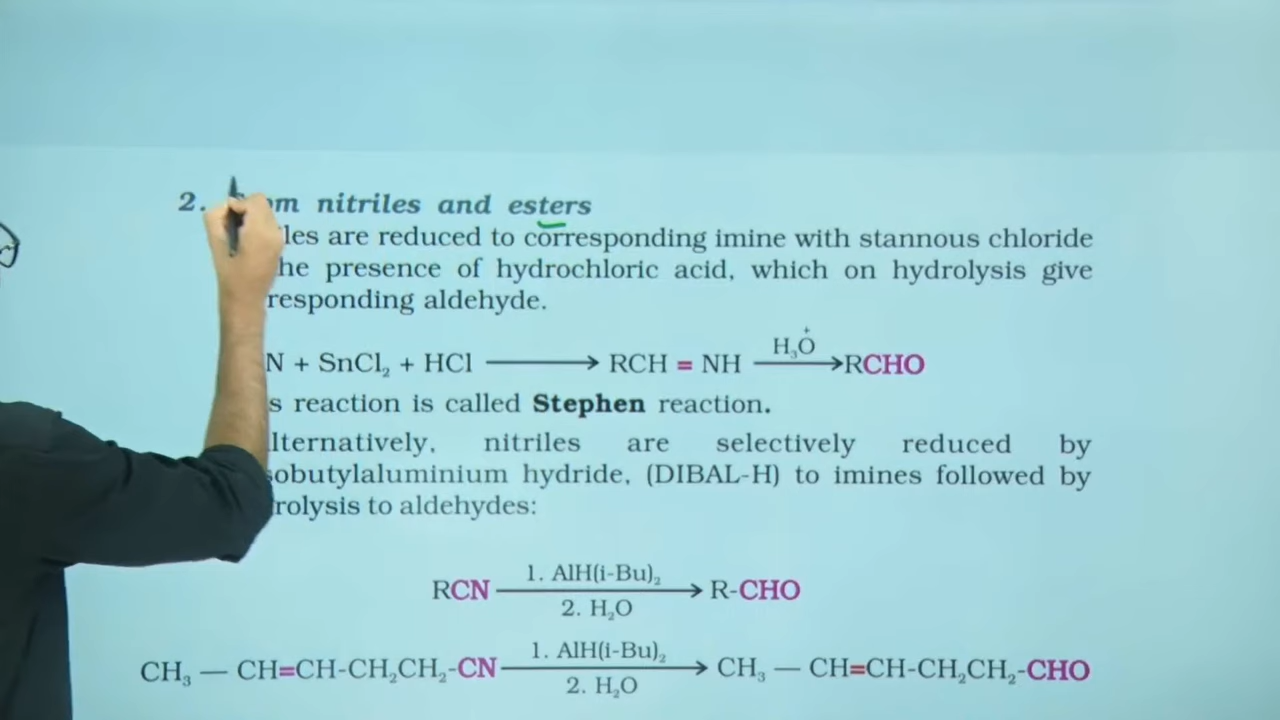 2. om nitriles and esters
les are reduced to corresponding imine with stannous chloride
he presence of hydrochloric acid, which on hydrolysis give
responding aldehyde.
N + SnCl₂ + HCl ⟶ RCH = NH —H₃O⁺→ RCHO
s reaction is called Stephen reaction.
lternatively, nitriles are selectively reduced by
sobutylaluminium hydride, (DIBAL-H) to imines followed by
rolysis to aldehydes:
1. AlH(i-Bu)₂
RCN ⟶ R-CHO
2. H₂O
1. AlH(i-Bu)₂
CH₃ — CH=CH-CH₂CH₂-CN ⟶ CH₃ — CH=CH-CH₂CH₂-CHO
2. H₂O